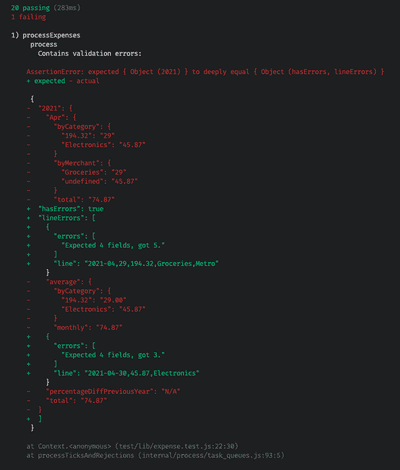 20 passing (283ms)
1 failing
1) processExpenses
process
Contains validation errors:
AssertionError: expected { Object (2021) } to deeply equal { Object (hasErrors, lineErrors) }
+ expected - actual
{
- "2021": {
- "Apr": {
- "byCategory": {
- "194.32": "29"
- "Electronics": "45.87"
- }
- "byMerchant": {
- "Groceries": "29"
- "undefined": "45.87"
- }
- "total": "74.87"
+ "hasErrors": true
+ "lineErrors": [
+ {
+ "errors": [
+ "Expected 4 fields, got 5."
+ ]
+ "line": "2021-04,29,194.32,Groceries,Metro"
}
- "average": {
- "byCategory": {
- "194.32": "29.00"
- "Electronics": "45.87"
- }
- "monthly": "74.87"
+ {
+ "errors": [
+ "Expected 4 fields, got 3."
+ ]
+ "line": "2021-04-30,45.87,Electronics"
}
- "percentageDiffPreviousYear": "N/A"
- "total": "74.87"
- }
+ ]
}
at Context.<anonymous> (test/lib/expense.test.js:22:30)
at processTicksAndRejections (internal/process/task_queues.js:93:5)